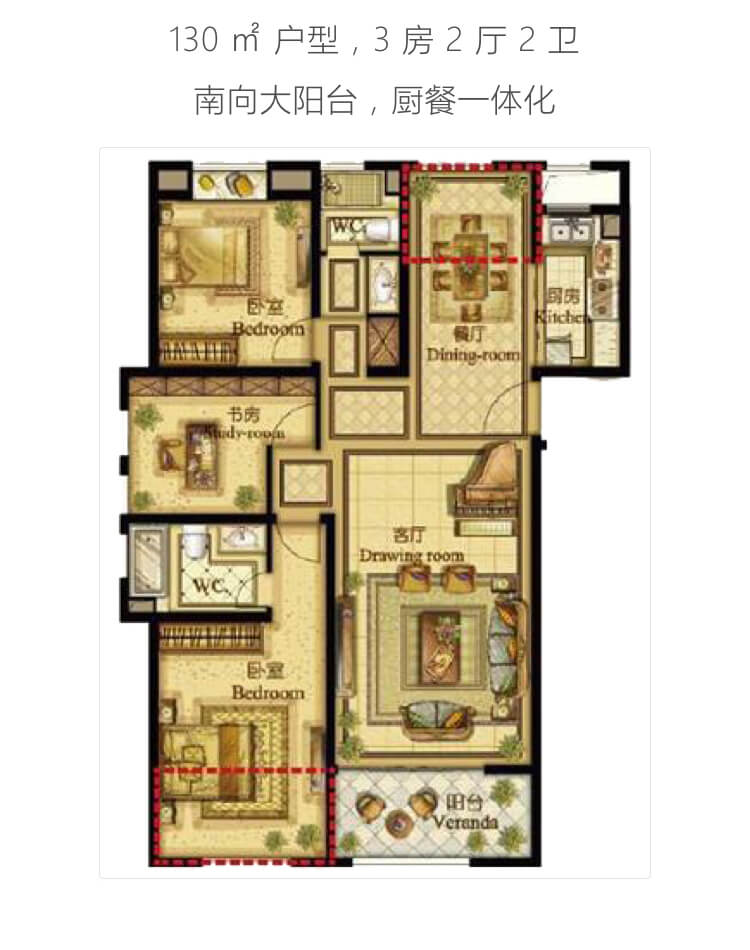 130 ㎡ 户型，3 房 2 厅 2 卫
南向大阳台，厨餐一体化
WC
卧室
Bedroom
厨房
Kitchen
餐厅
Dining-room
书房
Study-room
客厅
Drawing room
WC
卧室
Bedroom
阳台
Veranda